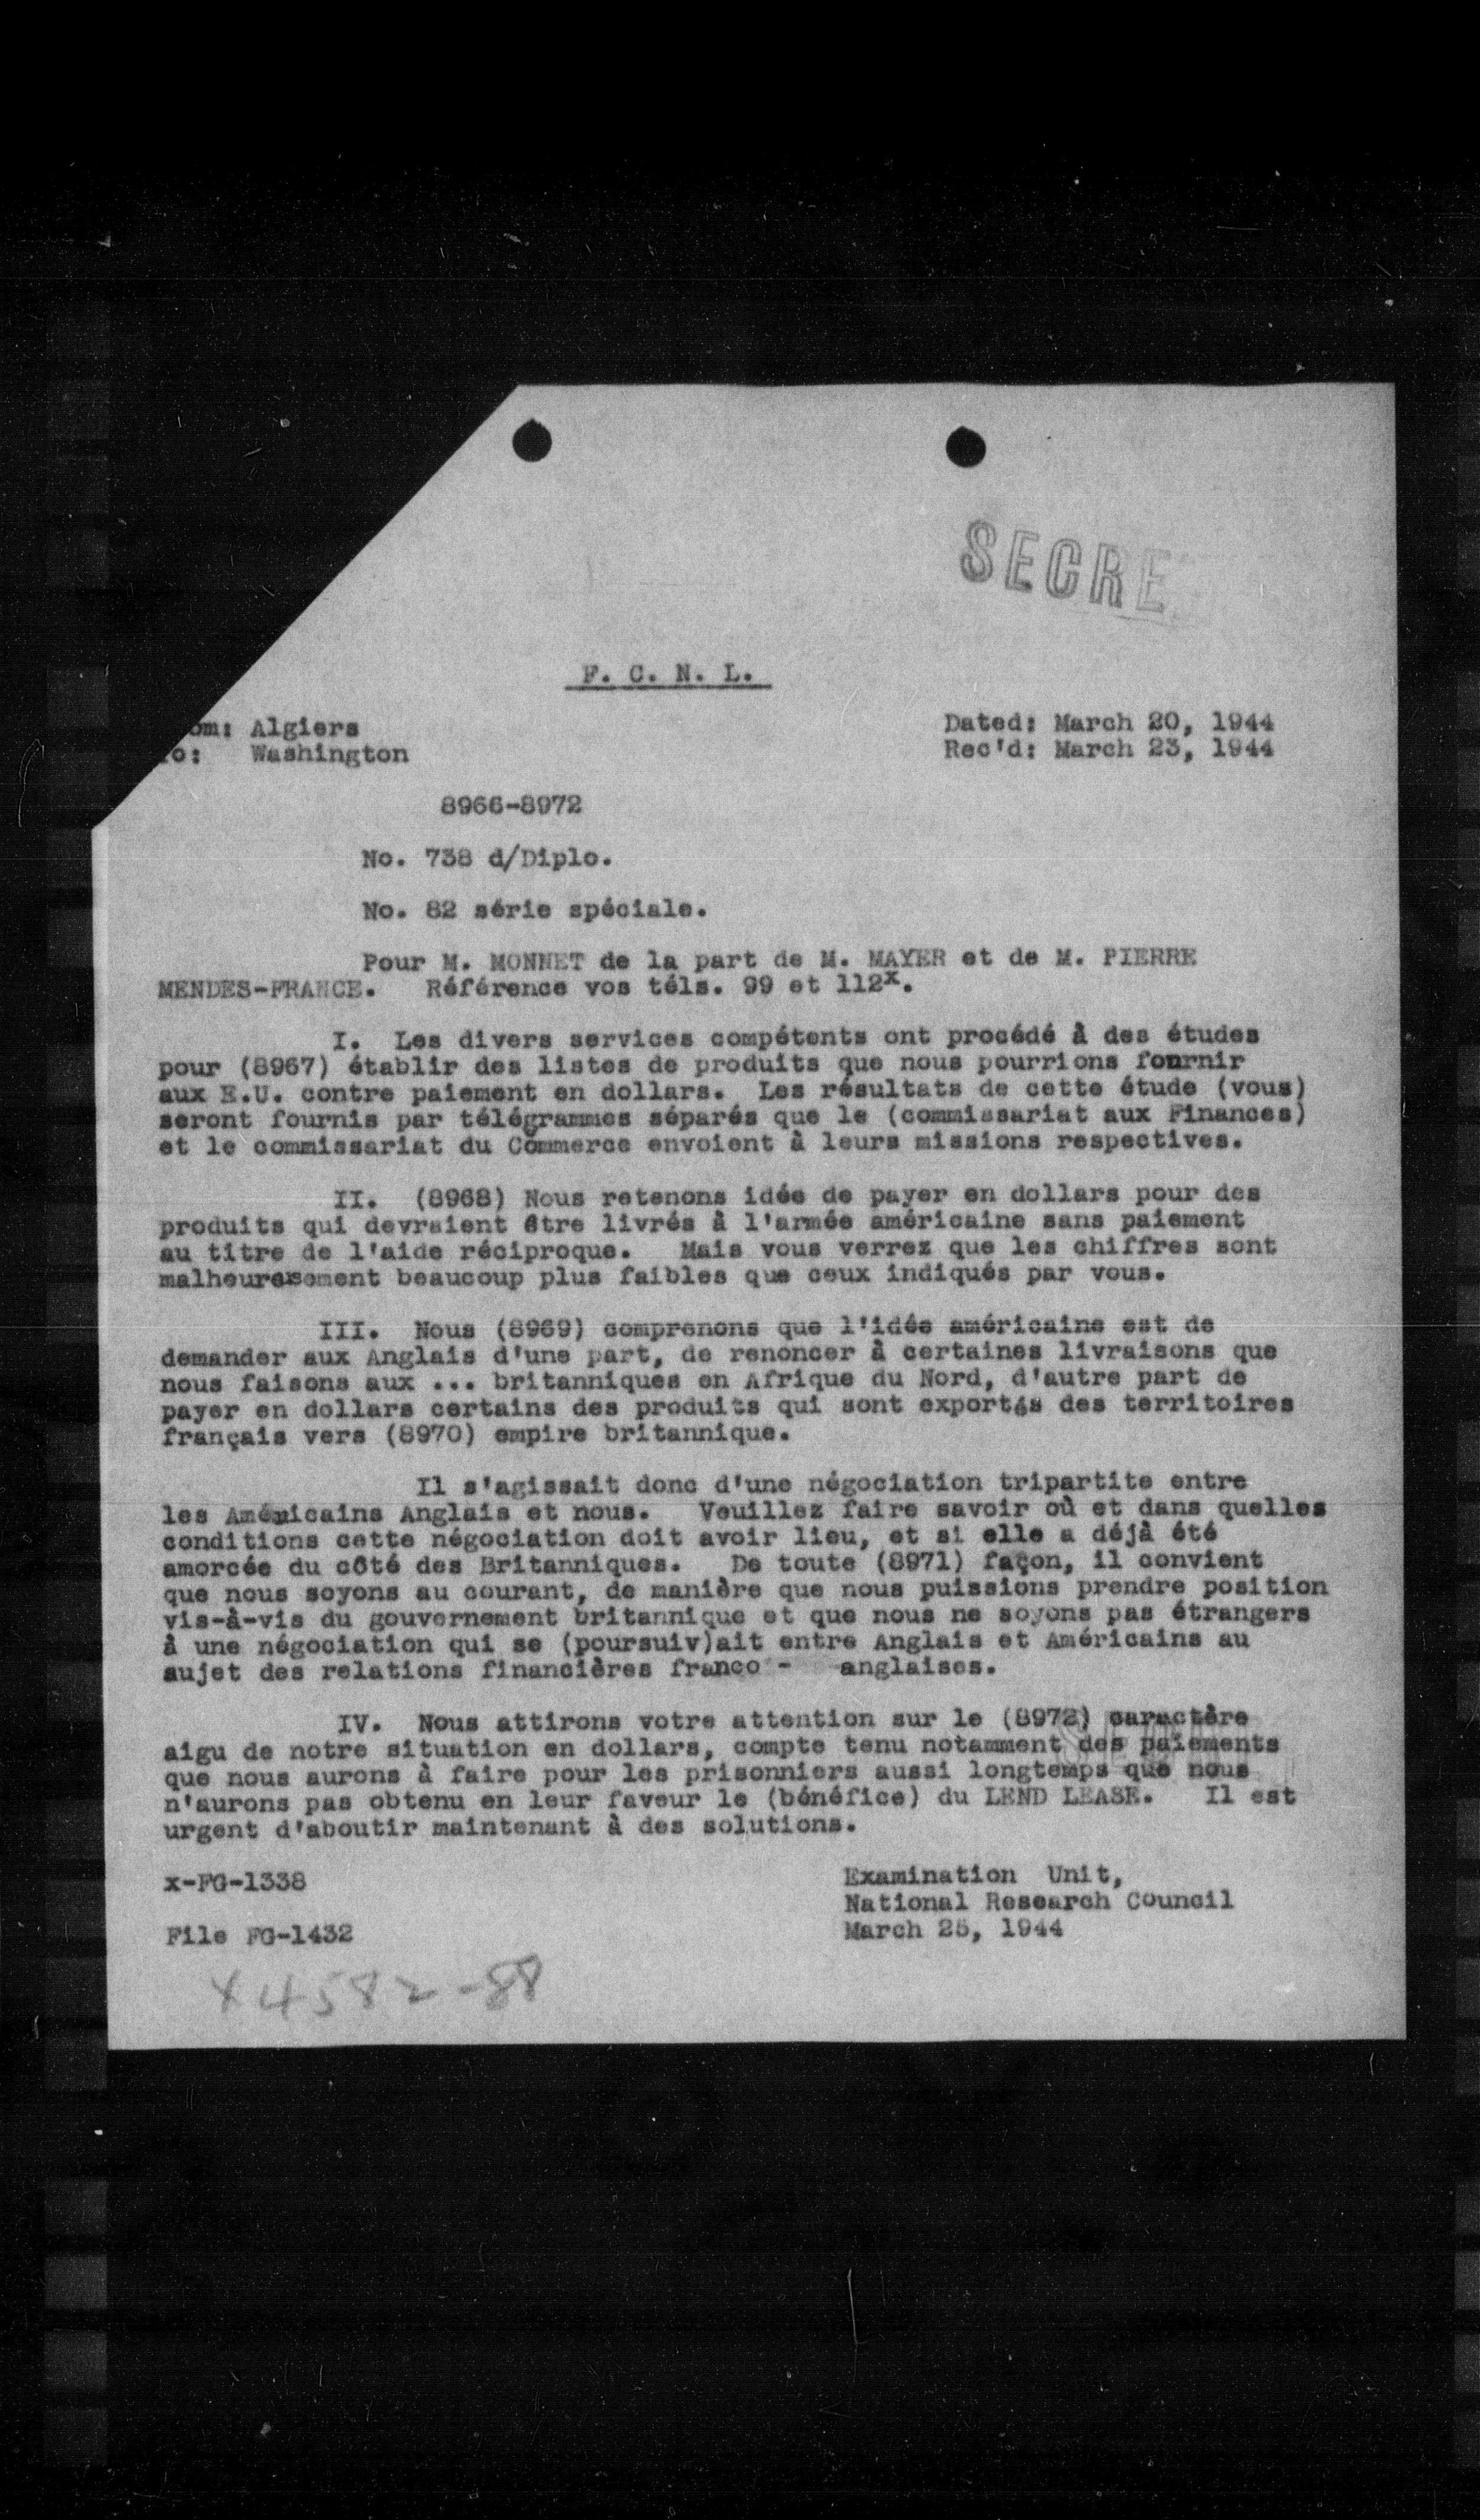 SECRE
F. C. N. L.
om: Algiers
o: Washington
Dated: March 20, 1944
Rec'd: March 23, 1944
8966-8972
No. 738 d/Diplo.
No. 82 série spéciale.
Pour M. MONNET de la part de M. MAYER et de M. PIERRE
MENDES-FRANCE. Référence vos téls. 99 et 112x.
I. Les divers services compétents ont procédé à des études
pour (8967) établir des listes de produits que nous pourrions fournir
aux E.U. contre paiement en dollars. Les résultats de cette étude (vous)
seront fournis par télégrammes séparés que le (commissariat aux Finances)
et le commissariat du Commerce envoient à leurs missions respectives.
II. (8968) Nous retenons idée de payer en dollars pour des
produits qui devraient être livrés à l'armée américaine sans paiement
au titre de l'aide réciproque. Mais vous verrez que les chiffres sont
malheureusement beaucoup plus faibles que ceux indiqués par vous.
III. Nous (8969) comprenons que l'idée américaine est de
demander aux Anglais d'une part, de renoncer à certaines livraisons que
nous faisons aux ... britanniques en Afrique du Nord, d'autre part de
payer en dollars certains des produits qui sont exportés des territoires
français vers (8970) empire britannique.
Il s'agissait donc d'une négociation tripartite entre
les Américains Anglais et nous. Veuillez faire savoir où et dans quelles
conditions cette négociation doit avoir lieu, et si elle a déjà été
amorcée du côté des Britanniques. De toute (8971) façon, il convient
que nous soyons au courant, de manière que nous puissions prendre position
vis-à-vis du gouvernement britannique et que nous ne soyons pas étrangers
à une négociation qui se (poursuiv)ait entre Anglais et Américains au
sujet des relations financières franco - anglaises.
IV. Nous attirons votre attention sur le (8972) caractère
aigu de notre situation en dollars, compte tenu notamment des paiements
que nous aurons à faire pour les prisonniers aussi longtemps que nous
n'aurons pas obtenu en leur faveur le (bénéfice) du LEND LEASE. Il est
urgent d'aboutir maintenant à des solutions.
x-FG-1338
File FG-1432
Examination Unit,
National Research Council
March 25, 1944
X4582-88